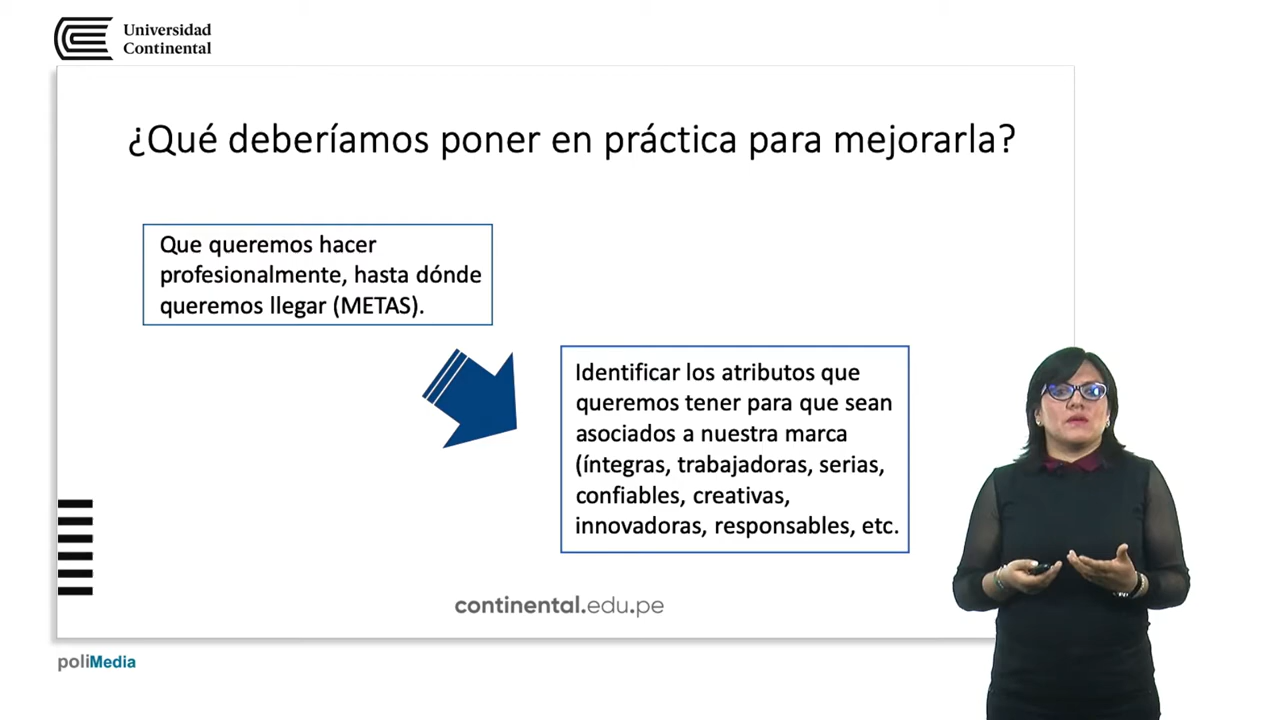 Universidad
Continental
¿Qué deberíamos poner en práctica para mejorarla?
Que queremos hacer
profesionalmente, hasta dónde
queremos llegar (METAS).
Identificar los atributos que
queremos tener para que sean
asociados a nuestra marca
(íntegras, trabajadoras, serias,
confiables, creativas,
innovadoras, responsables, etc.
continental.edu.pe
poliMedia